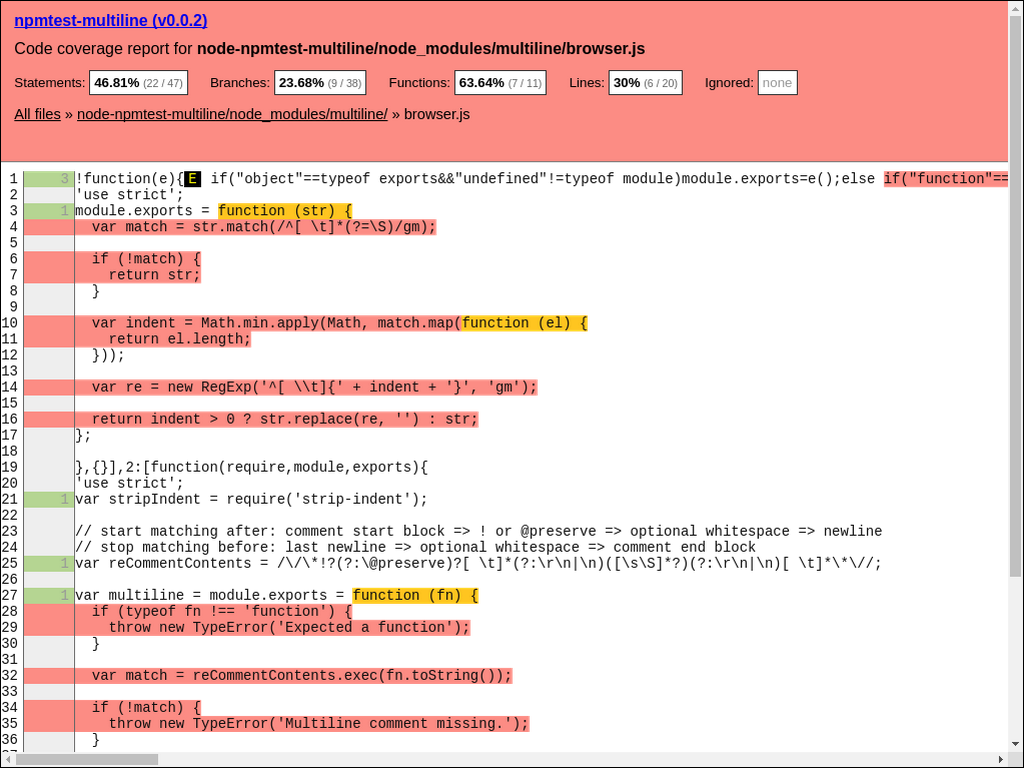 npmtest-multiline (v0.0.2)
Code coverage report for node-npmtest-multiline/node_modules/multiline/browser.js
Statements: 46.81% (22 / 47) Branches: 23.68% (9 / 38) Functions: 63.64% (7 / 11) Lines: 30% (6 / 20) Ignored: none
All files » node-npmtest-multiline/node_modules/multiline/ » browser.js
1 3 !function(e){ E if("object"==typeof exports&&"undefined"!=typeof module)module.exports=e();else if("function"==
2 'use strict';
3 1 module.exports = function (str) {
4   var match = str.match(/^[ \t]*(?=\S)/gm);
5
6   if (!match) {
7     return str;
8   }
9
10   var indent = Math.min.apply(Math, match.map(function (el) {
11     return el.length;
12   }));
13
14   var re = new RegExp('^[ \\t]{' + indent + '}', 'gm');
15
16   return indent > 0 ? str.replace(re, '') : str;
17 };
18
19 },{}],2:[function(require,module,exports){
20 'use strict';
21 1 var stripIndent = require('strip-indent');
22
23 // start matching after: comment start block => ! or @preserve => optional whitespace => newline
24 // stop matching before: last newline => optional whitespace => comment end block
25 1 var reCommentContents = /\/\*!?(?:\@preserve)?[ \t]*(?:\r\n|\n)([\s\S]*?)(?:\r\n|\n)[ \t]*\*\//;
26
27 1 var multiline = module.exports = function (fn) {
28   if (typeof fn !== 'function') {
29     throw new TypeError('Expected a function');
30   }
31
32   var match = reCommentContents.exec(fn.toString());
33
34   if (!match) {
35     throw new TypeError('Multiline comment missing.');
36   }